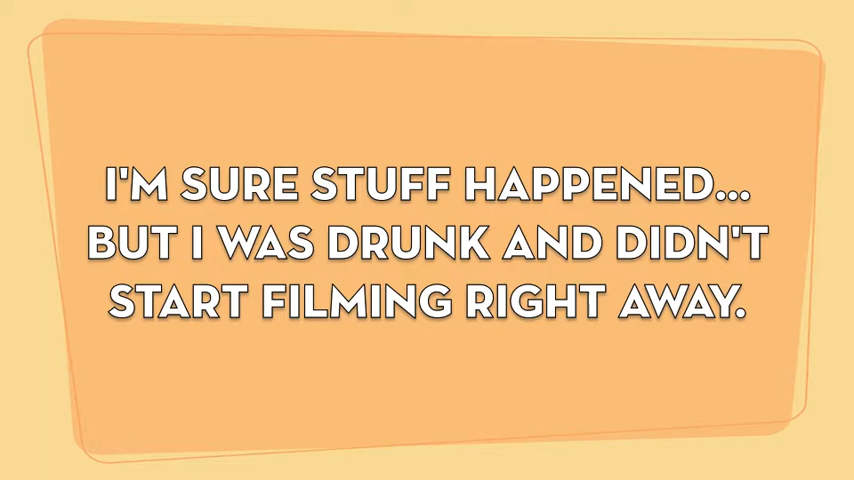 I'M SURE STUFF HAPPENED...
BUT I WAS DRUNK AND DIDN'T
START FILMING RIGHT AWAY.